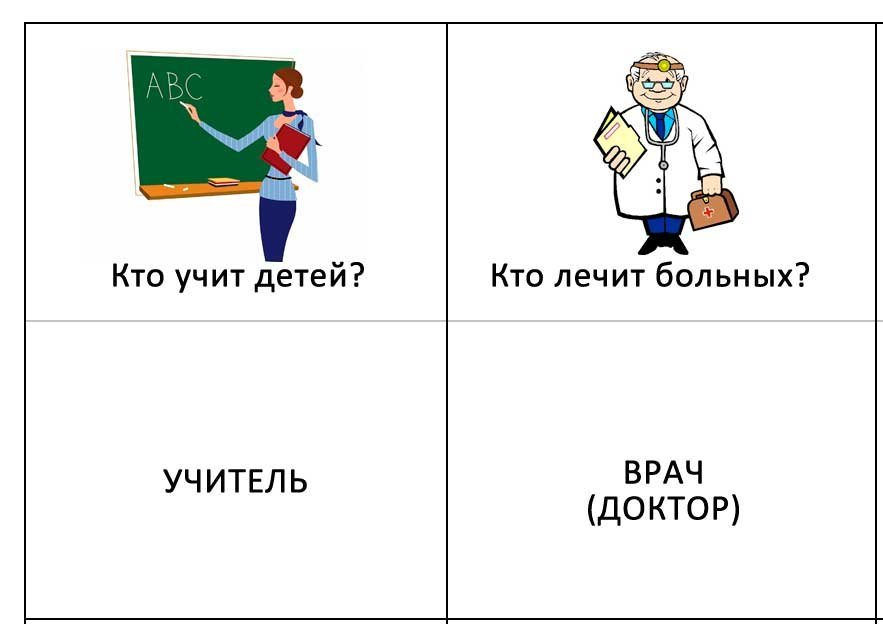 ABC
Кто учит детей?
Кто лечит больных?
УЧИТЕЛЬ
ВРАЧ
(ДОКТОР)